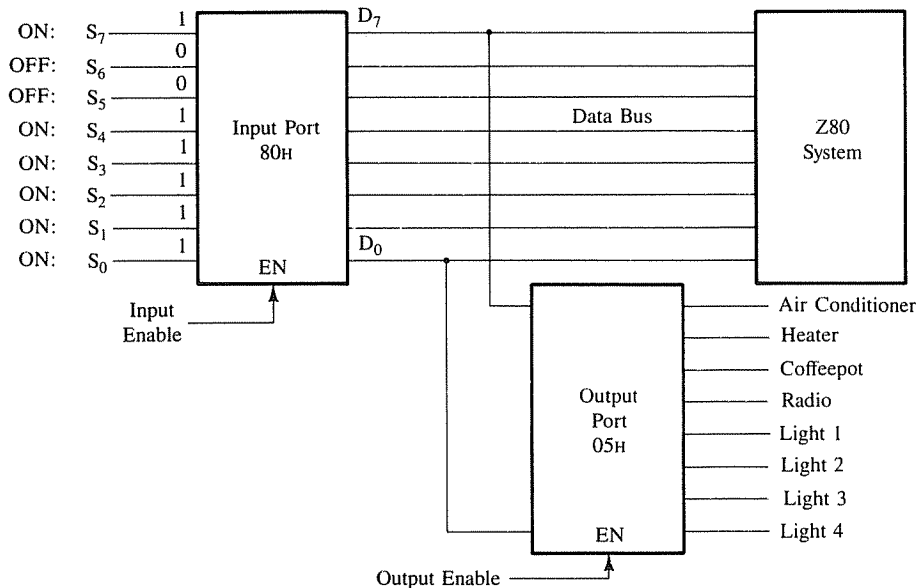 ON: S7 1
OFF: S6 0
OFF: S5 0
ON: S4 1
ON: S3 1
ON: S2 1
ON: S1 1
ON: S0 1
Input Port
80H
EN
Input
Enable
D7
D0
Data Bus
Z80
System
Output
Port
05H
EN
Output Enable
Air Conditioner
Heater
Coffeepot
Radio
Light 1
Light 2
Light 3
Light 4